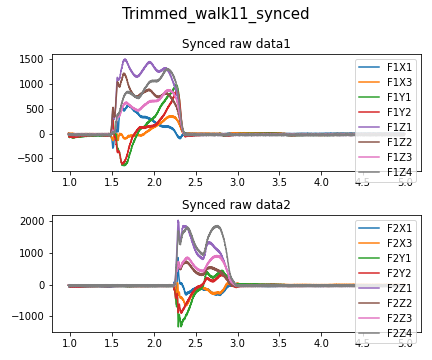 Trimmed_walk11_synced
Synced raw data1
1500
1000
500
0
−500
1.0 1.5 2.0 2.5 3.0 3.5 4.0 4.5 5.0
F1X1
F1X3
F1Y1
F1Y2
F1Z1
F1Z2
F1Z3
F1Z4
Synced raw data2
2000
1000
0
−1000
1.0 1.5 2.0 2.5 3.0 3.5 4.0 4.5 5.0
F2X1
F2X3
F2Y1
F2Y2
F2Z1
F2Z2
F2Z3
F2Z4